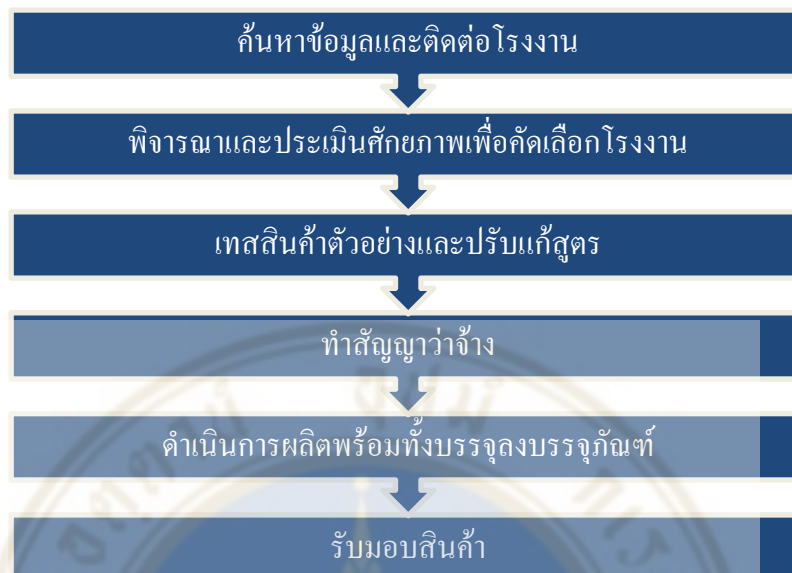 ค้นหาข้อมูลและติดต่อโรงงาน
พิจารณาและประเมินศักยภาพเพื่อคัดเลือกโรงงาน
เทสสินค้าตัวอย่างและปรับแก้สูตร
ทำสัญญาว่าจ้าง
ดำเนินการผลิตพร้อมทั้งบรรจุลงบรรจุภัณฑ์
รับมอบสินค้า